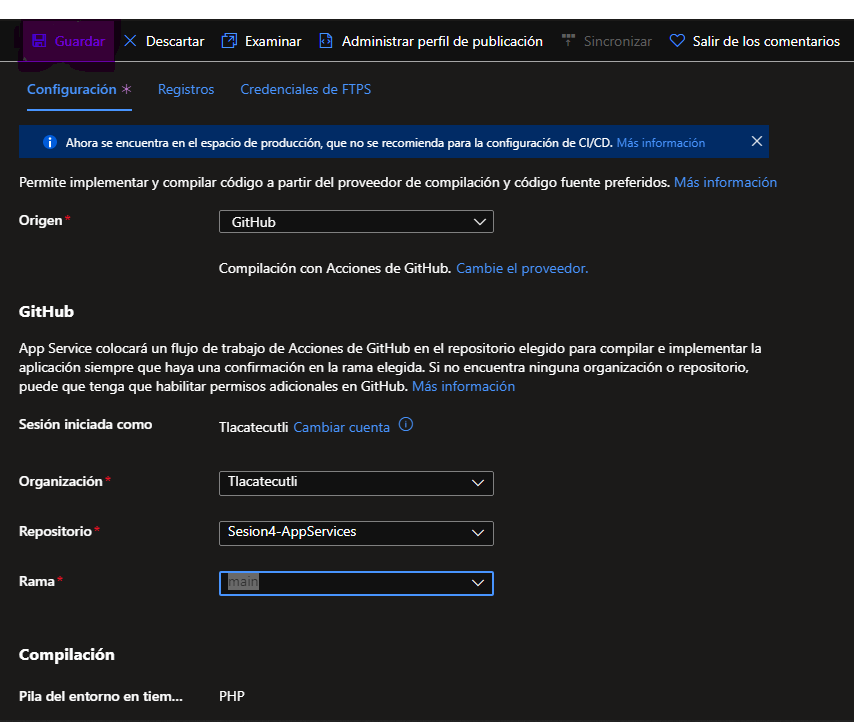 Guardar Descartar Examinar Administrar perfil de publicación Sincronizar Salir de los comentarios
Configuración * Registros Credenciales de FTPS
Ahora se encuentra en el espacio de producción, que no se recomienda para la configuración de CI/CD. Más información
Permite implementar y compilar código a partir del proveedor de compilación y código fuente preferidos. Más información
Origen * GitHub
Compilación con Acciones de GitHub. Cambie el proveedor.
GitHub
App Service colocará un flujo de trabajo de Acciones de GitHub en el repositorio elegido para compilar e implementar la
aplicación siempre que haya una confirmación en la rama elegida. Si no encuentra ninguna organización o repositorio,
puede que tenga que habilitar permisos adicionales en GitHub. Más información
Sesión iniciada como Tlacatecutli Cambiar cuenta
Organización * Tlacatecutli
Repositorio * Sesion4-AppServices
Rama * main
Compilación
Pila del entorno en tiem... PHP